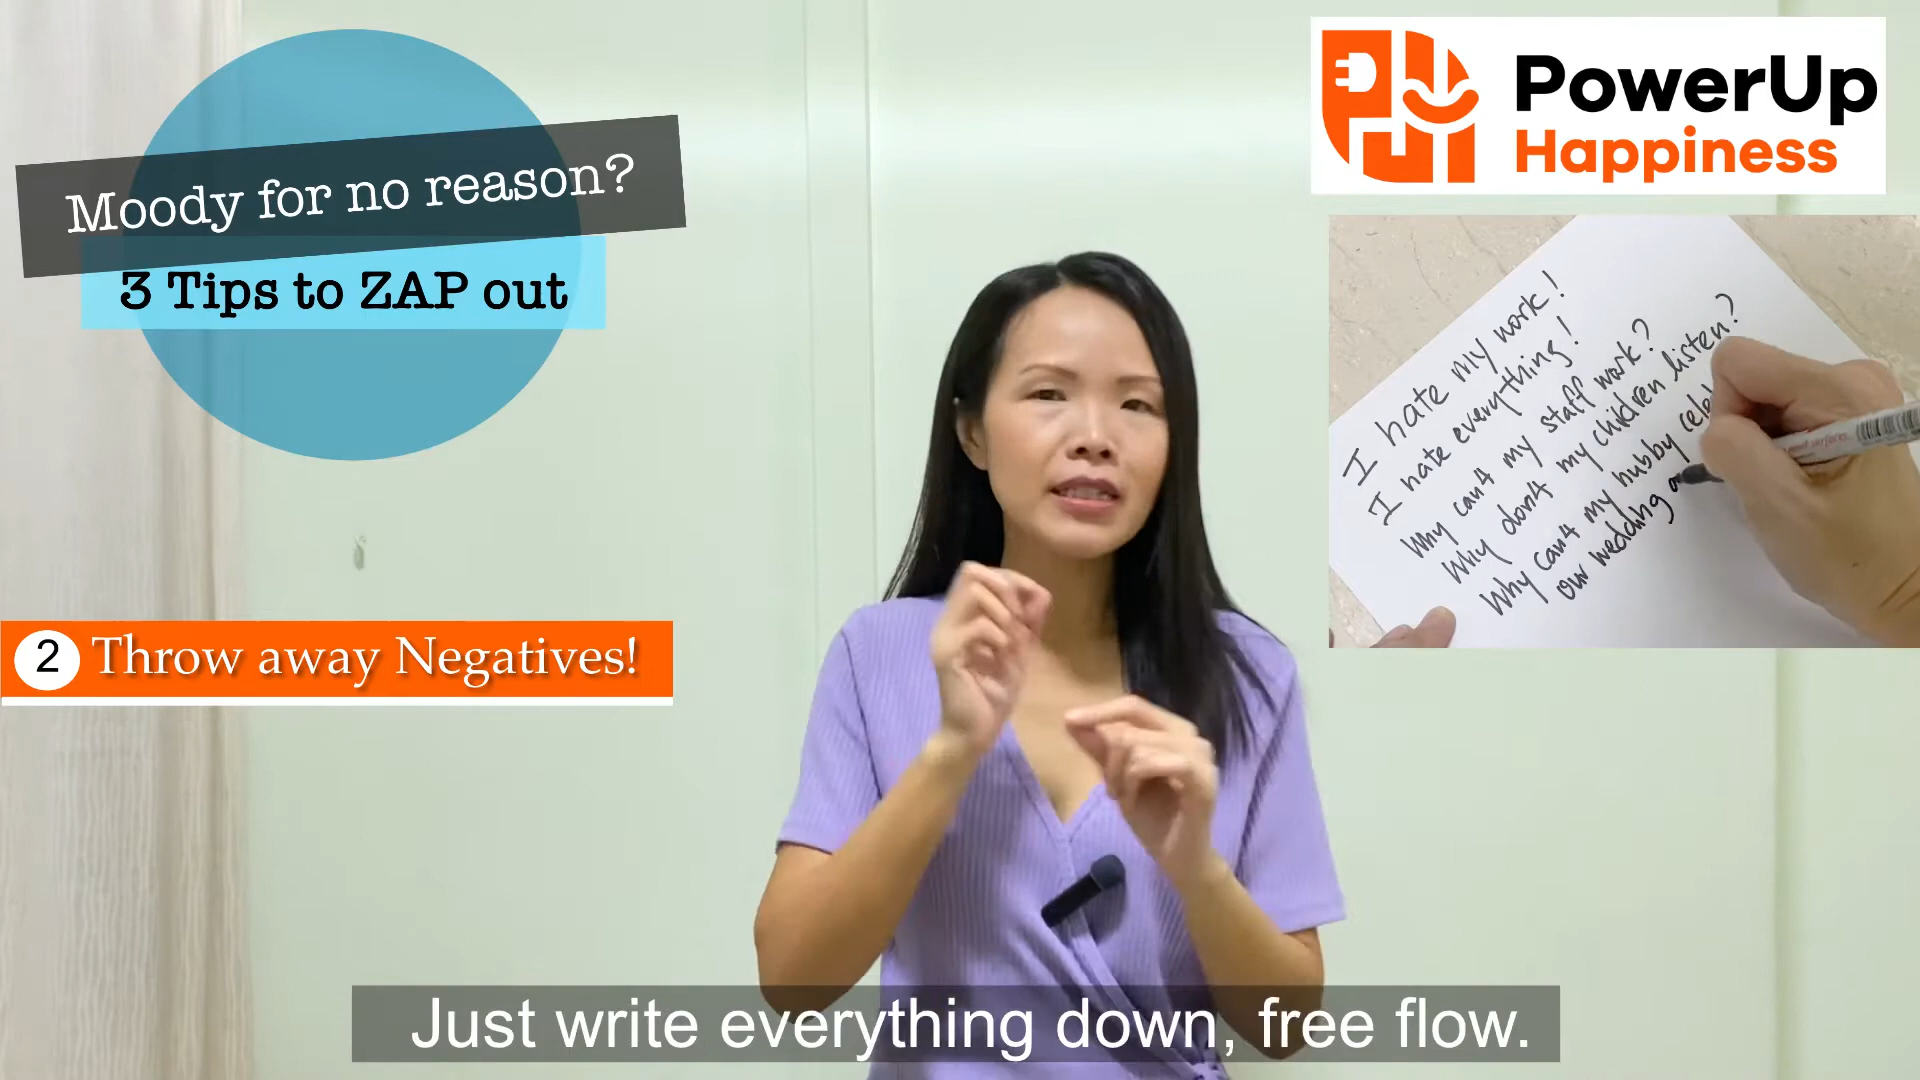 Moody for no reason?
3 Tips to ZAP out
PowerUp
Happiness
I hate my work!
I hate everything!
Why can't my staff work?
Why don't my children listen?
Why can't my hubby cele
our wedding
2 Throw away Negatives!
Just write everything down, free flow.